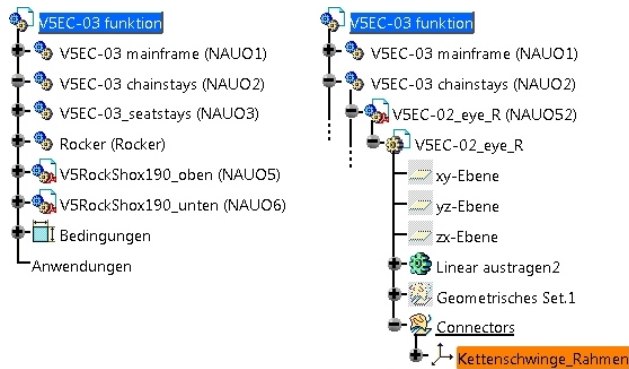 V5EC-03 funktion
V5EC-03 mainframe (NAUO1)
V5EC-03 chainstays (NAUO2)
V5EC-03_seatstays (NAUO3)
Rocker (Rocker)
V5RockShox190_oben (NAUO5)
V5RockShox190_unten (NAUO6)
Bedingungen
Anwendungen
V5EC-03 funktion
V5EC-03 mainframe (NAUO1)
V5EC-03 chainstays (NAUO2)
V5EC-02_eye_R (NAUO52)
V5EC-02_eye_R
xy-Ebene
yz-Ebene
zx-Ebene
Linear austragen2
Geometrisches Set.1
Connectors
Kettenschwinge_Rahmen